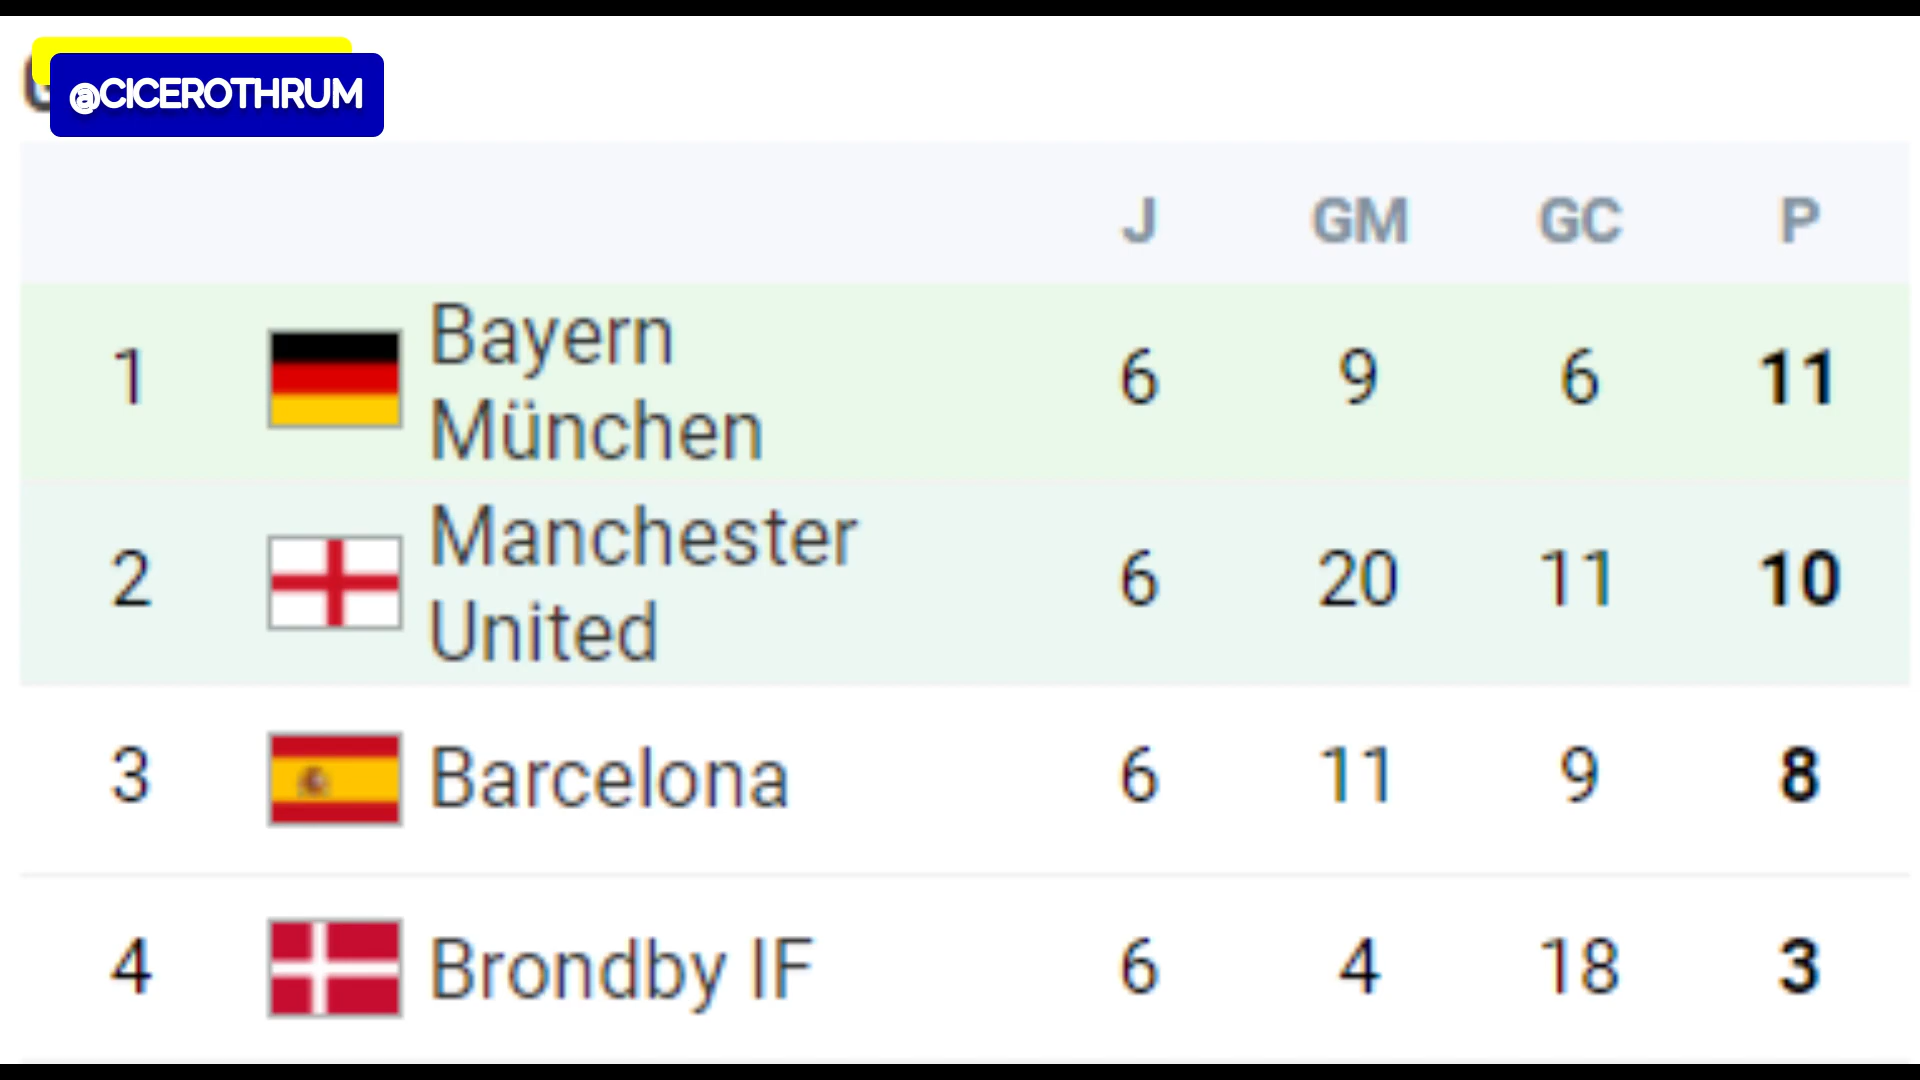 @CICEROTHRUM
J GM GC P
1 Bayern München 6 9 6 11
2 Manchester United 6 20 11 10
3 Barcelona 6 11 9 8
4 Brondby IF 6 4 18 3